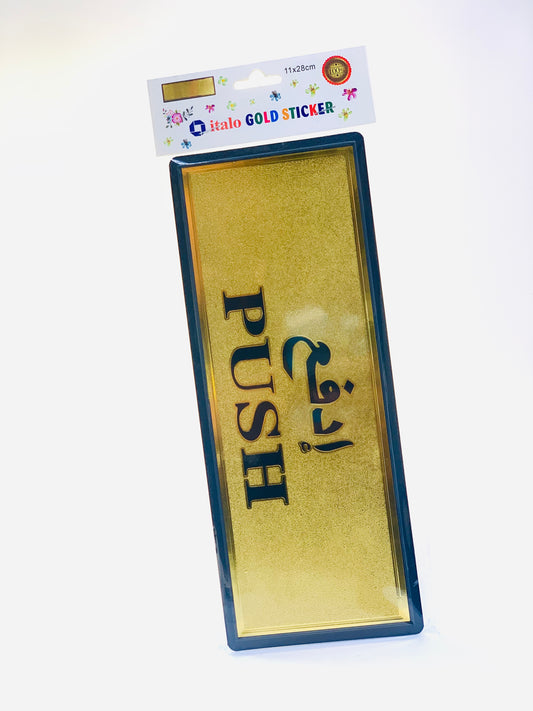 11x28cm
italo GOLD STICKER
إدفع
PUSH